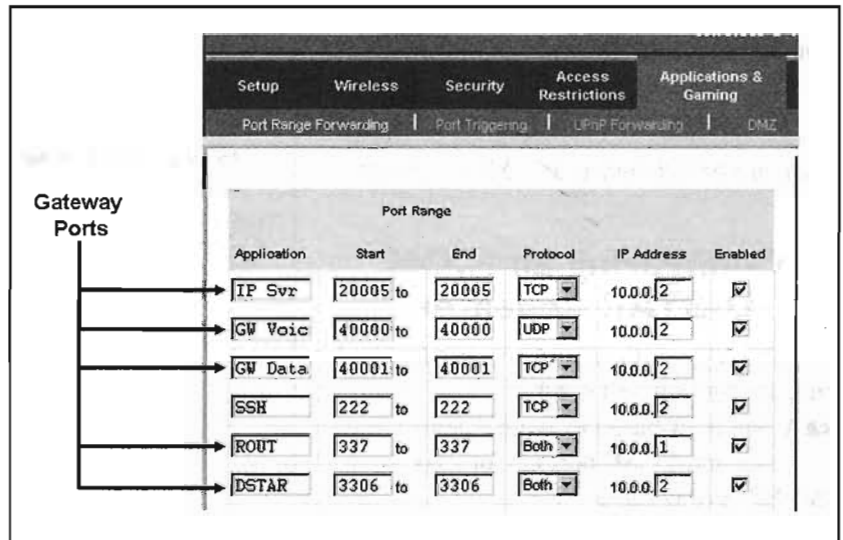 Setup Wireless Security Access Restrictions Applications & Gaming
Port Range Forwarding | Port Triggering | UPnP Forwarding | DMZ
Gateway Ports
Port Range
Application Start End Protocol IP Address Enabled
IP Svr 20005 to 20005 TCP 10.0.0. 2
GW Voic 40000 to 40000 UDP 10.0.0. 2
GW Data 40001 to 40001 TCP 10.0.0. 2
SSH 222 to 222 TCP 10.0.0. 2
ROUT 337 to 337 Both 10.0.0. 1
DSTAR 3306 to 3306 Both 10.0.0. 2